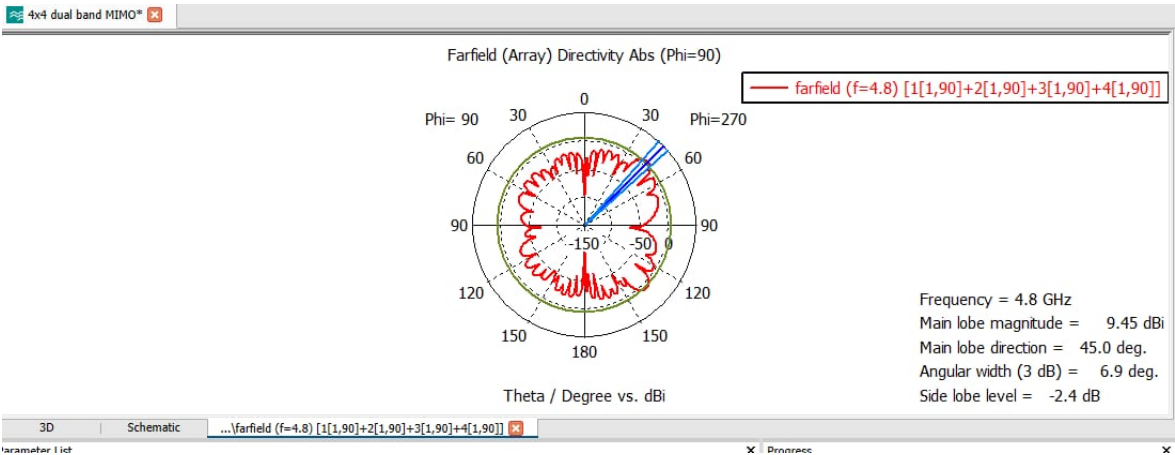 4x4 dual band MIMO*
Farfield (Array) Directivity Abs (Phi=90)
farfield (f=4.8) [1[1,90]+2[1,90]+3[1,90]+4[1,90]]
0
30
30
Phi= 90
Phi=270
60
60
90
90
-150
-50
0
120
120
150
150
180
Theta / Degree vs. dBi
Frequency = 4.8 GHz
Main lobe magnitude = 9.45 dBi
Main lobe direction = 45.0 deg.
Angular width (3 dB) = 6.9 deg.
Side lobe level = -2.4 dB
3D
Schematic
...\farfield (f=4.8) [1[1,90]+2[1,90]+3[1,90]+4[1,90]]
Parameter List
Progress